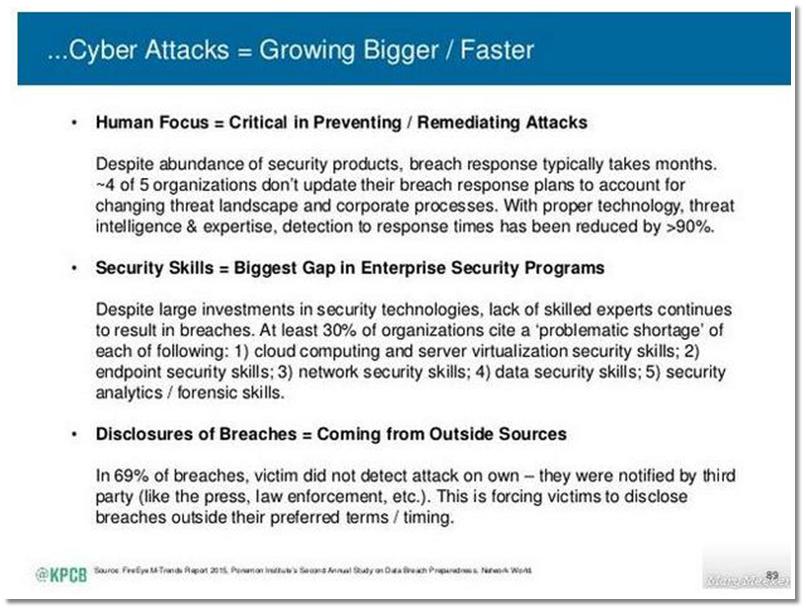 ...Cyber Attacks = Growing Bigger / Faster
• Human Focus = Critical in Preventing / Remediating Attacks
Despite abundance of security products, breach response typically takes months.
~4 of 5 organizations don't update their breach response plans to account for
changing threat landscape and corporate processes. With proper technology, threat
intelligence & expertise, detection to response times has been reduced by >90%.
• Security Skills = Biggest Gap in Enterprise Security Programs
Despite large investments in security technologies, lack of skilled experts continues
to result in breaches. At least 30% of organizations cite a 'problematic shortage' of
each of following: 1) cloud computing and server virtualization security skills; 2)
endpoint security skills; 3) network security skills; 4) data security skills; 5) security
analytics / forensic skills.
• Disclosures of Breaches = Coming from Outside Sources
In 69% of breaches, victim did not detect attack on own – they were notified by third
party (like the press, law enforcement, etc.). This is forcing victims to disclose
breaches outside their preferred terms / timing.
@KPCB
Source: FireEye M-Trends Report 2015, Ponemon Institute's Second Annual Study on Data Breach Preparedness, Network World.
89
Mary Meeker